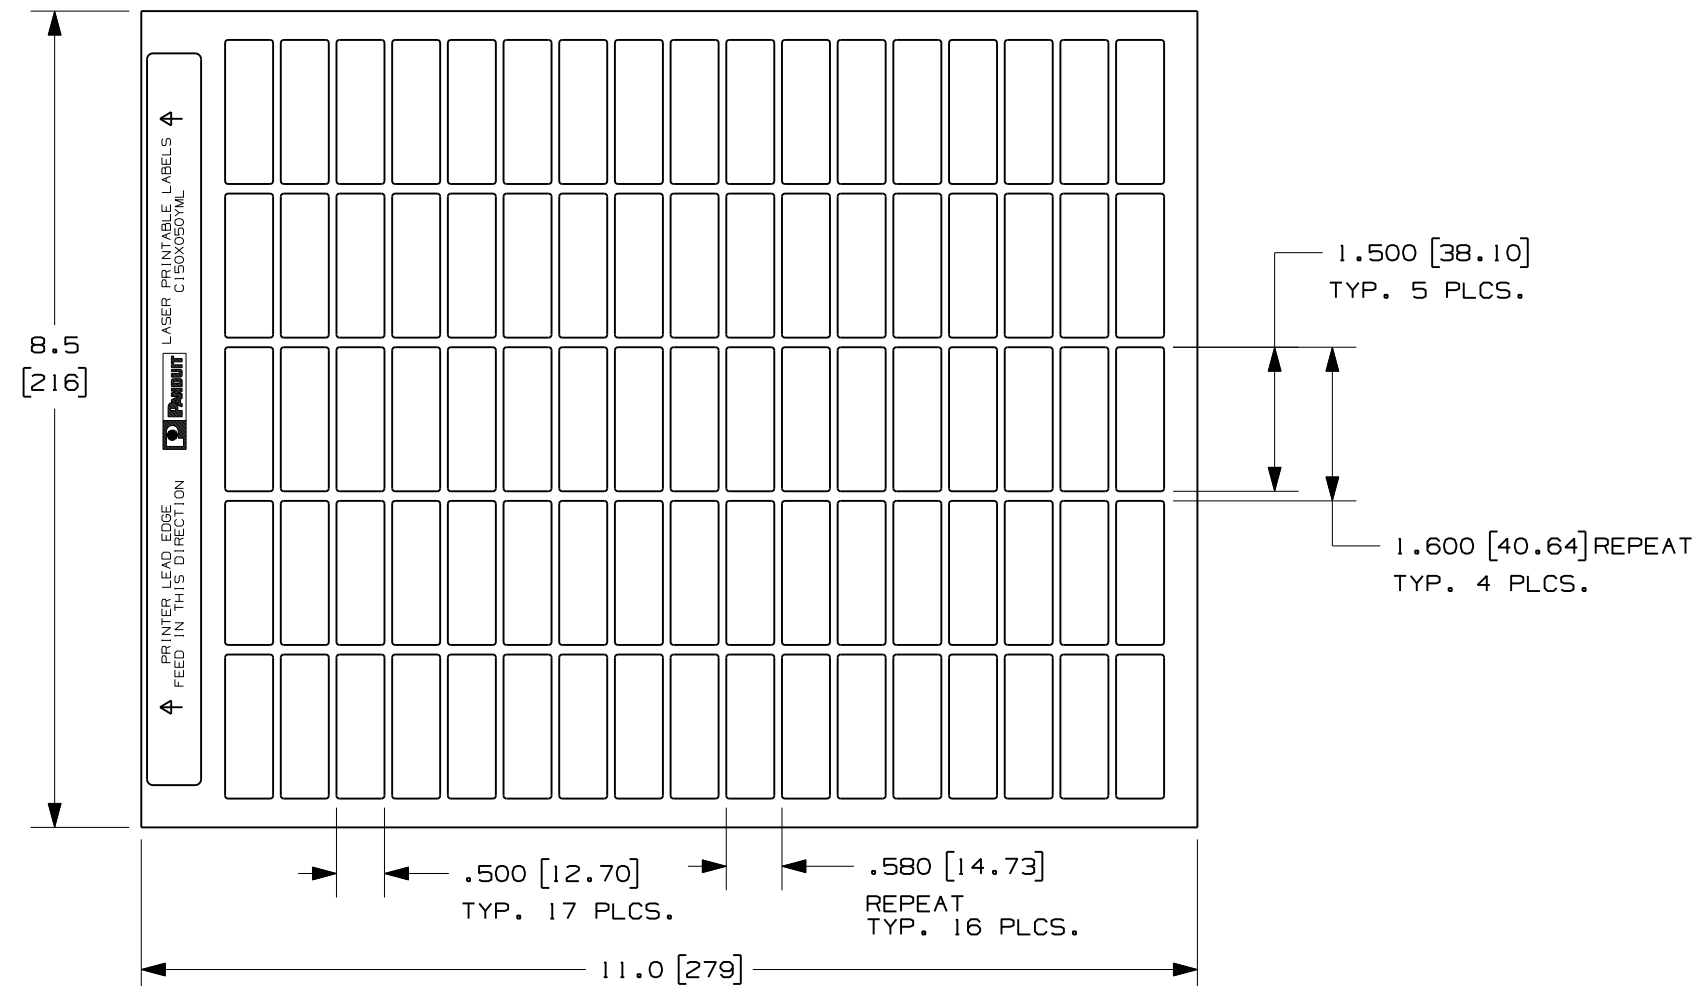 8.5
[216]
LASER PRINTABLE LABELS
C150X050YML
PANDUIT
PRINTER LEAD EDGE
FEED IN THIS DIRECTION
1.500 [38.10]
TYP. 5 PLCS.
1.600 [40.64] REPEAT
TYP. 4 PLCS.
.500 [12.70]
TYP. 17 PLCS.
.580 [14.73]
REPEAT
TYP. 16 PLCS.
11.0 [279]